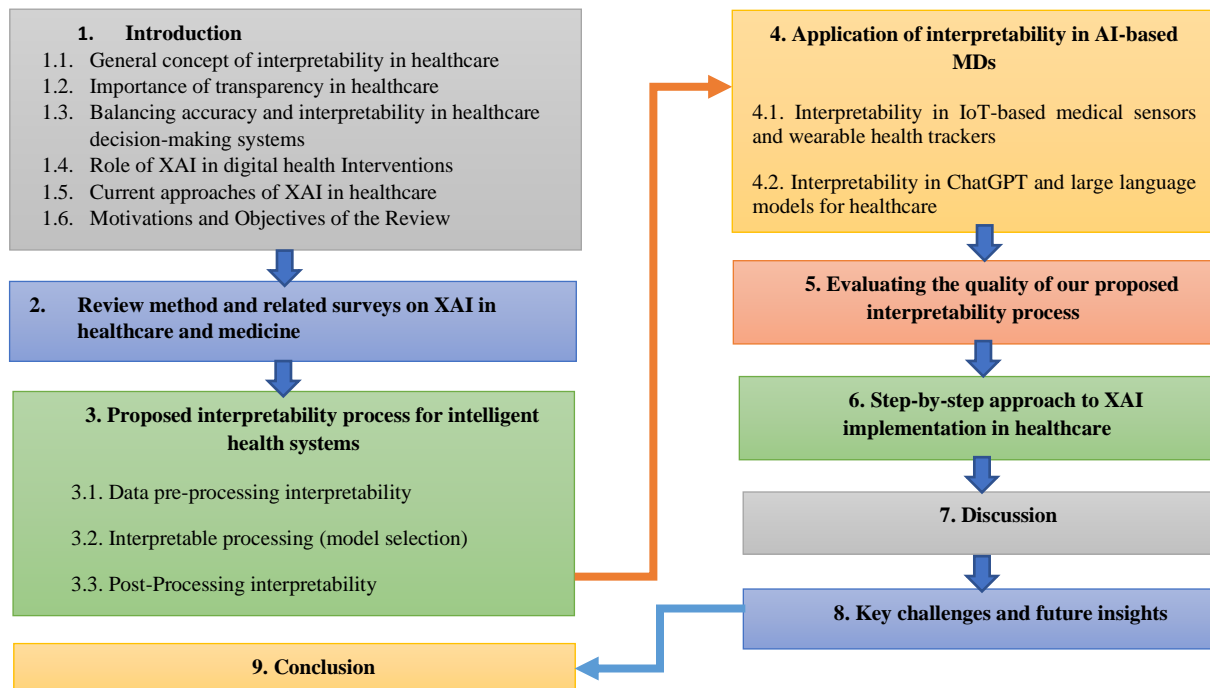 1. Introduction
1.1. General concept of interpretability in healthcare
1.2. Importance of transparency in healthcare
1.3. Balancing accuracy and interpretability in healthcare
decision-making systems
1.4. Role of XAI in digital health Interventions
1.5. Current approaches of XAI in healthcare
1.6. Motivations and Objectives of the Review
2. Review method and related surveys on XAI in
healthcare and medicine
3. Proposed interpretability process for intelligent
health systems
3.1. Data pre-processing interpretability
3.2. Interpretable processing (model selection)
3.3. Post-Processing interpretability
4. Application of interpretability in AI-based
MDs
4.1. Interpretability in IoT-based medical sensors
and wearable health trackers
4.2. Interpretability in ChatGPT and large language
models for healthcare
5. Evaluating the quality of our proposed
interpretability process
6. Step-by-step approach to XAI
implementation in healthcare
7. Discussion
8. Key challenges and future insights
9. Conclusion